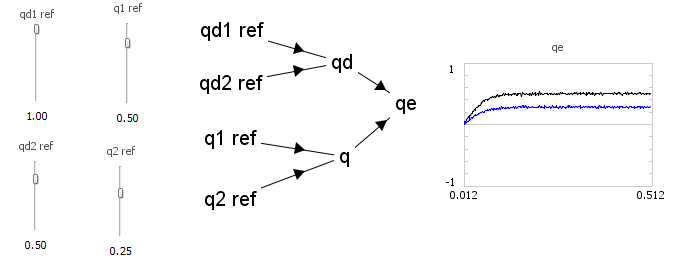 qd1 ref
q1 ref
1.00
0.50
qd2 ref
q2 ref
0.50
0.25
qd1 ref
qd2 ref
qd
qe
q1 ref
q
q2 ref
qe
1
-1
0.012
0.512